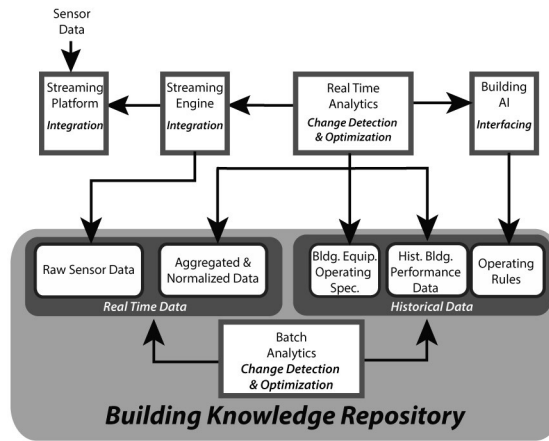 Sensor
Data
Streaming
Platform
Integration
Streaming
Engine
Integration
Real Time
Analytics
Change Detection
& Optimization
Building
AI
Interfacing
Raw Sensor Data
Aggregated &
Normalized Data
Real Time Data
Bldg. Equip.
Operating
Spec.
Hist. Bldg.
Performance
Data
Operating
Rules
Historical Data
Batch
Analytics
Change Detection
& Optimization
Building Knowledge Repository